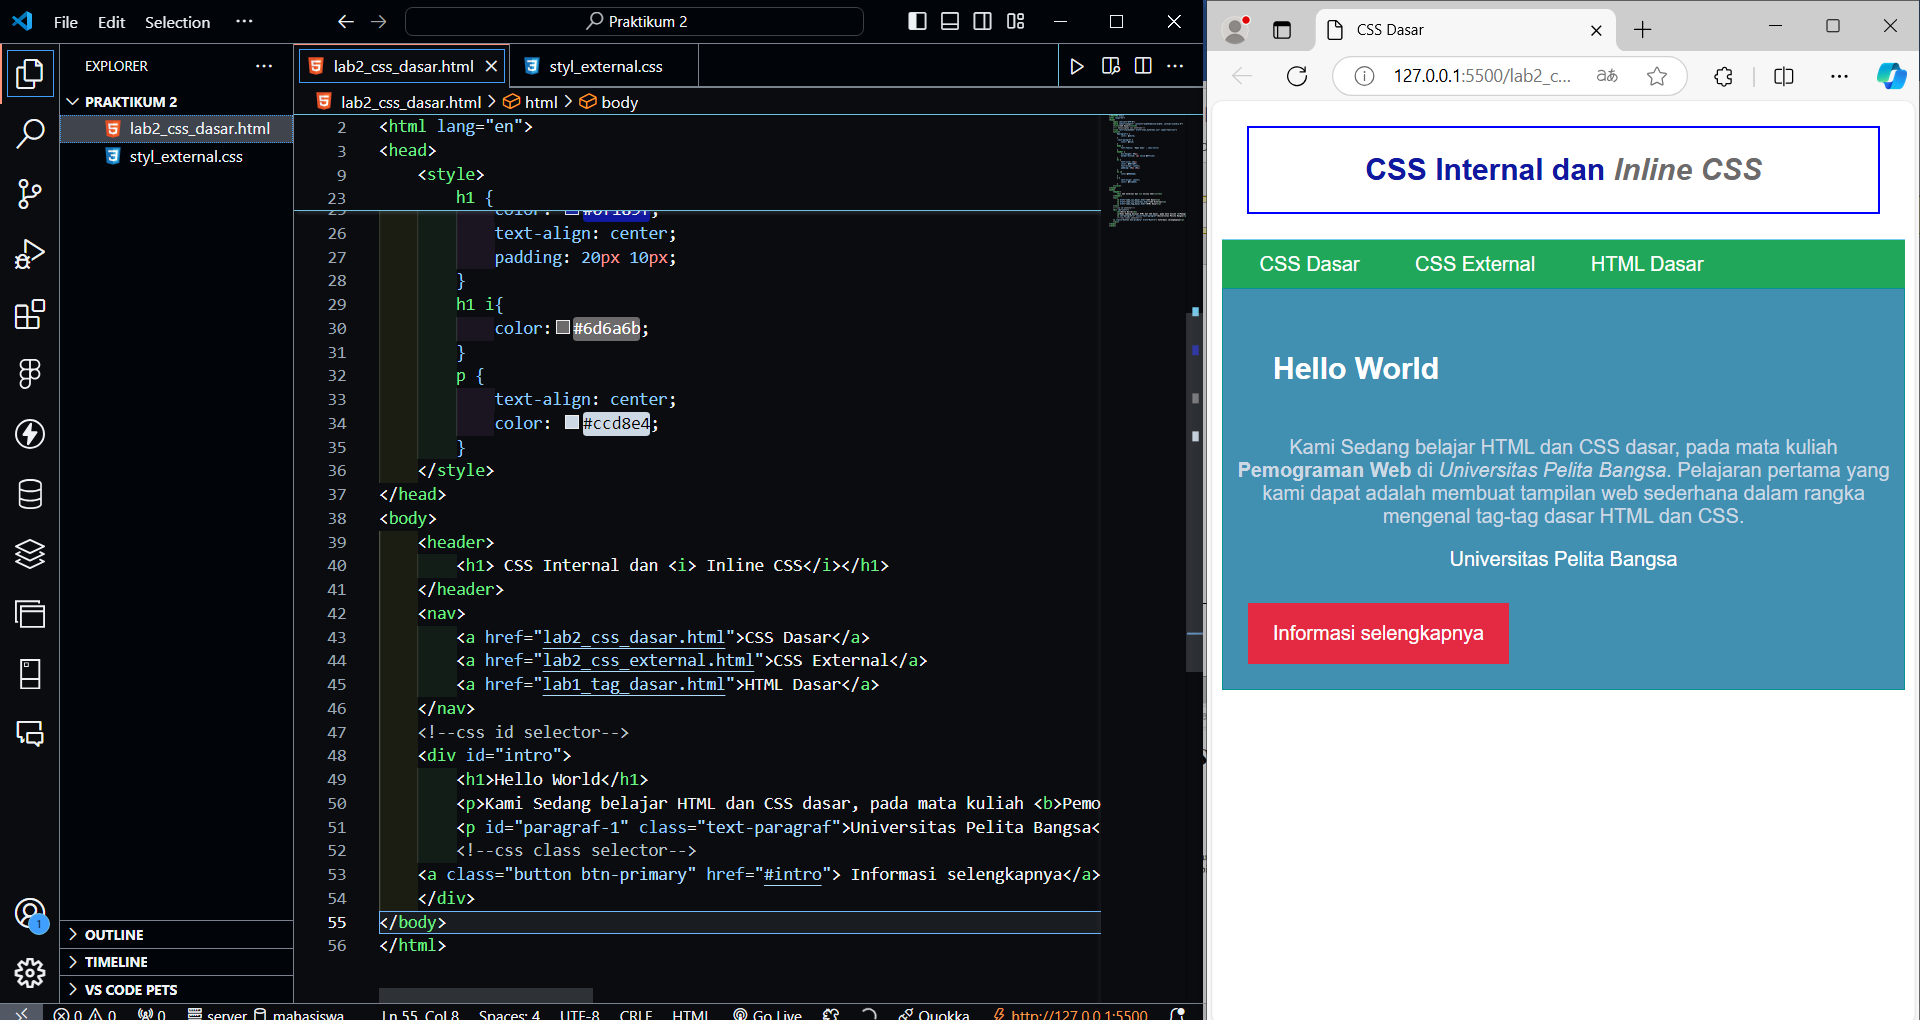 File Edit Selection ··· Praktikum 2
EXPLORER ···
PRAKTIKUM 2
lab2_css_dasar.html
styl_external.css
OUTLINE
TIMELINE
VS CODE PETS
1
lab2_css_dasar.html styl_external.css
lab2_css_dasar.html > html > body
2 <html lang="en">
3 <head>
9 <style>
23 h1 {
26 text-align: center;
27 padding: 20px 10px;
28 }
29 h1 i{
30 color: #6d6a6b;
31 }
32 p {
33 text-align: center;
34 color: #ccd8e4;
35 }
36 </style>
37 </head>
38 <body>
39 <header>
40 <h1> CSS Internal dan <i> Inline CSS</i></h1>
41 </header>
42 <nav>
43 <a href="lab2_css_dasar.html">CSS Dasar</a>
44 <a href="lab2_css_external.html">CSS External</a>
45 <a href="lab1_tag_dasar.html">HTML Dasar</a>
46 </nav>
47 <!--css id selector-->
48 <div id="intro">
49 <h1>Hello World</h1>
50 <p>Kami Sedang belajar HTML dan CSS dasar, pada mata kuliah <b>Pemo
51 <p id="paragraf-1" class="text-paragraf">Universitas Pelita Bangsa<
52 <!--css class selector-->
53 <a class="button btn-primary" href="#intro"> Informasi selengkapnya</a>
54 </div>
55 </body>
56 </html>
0 0 0 server mahasiswa Ln 55, Col 8 Spaces: 4 UTF-8 CRLF HTML Go Live Quokka http://127.0.0.1:5500
CSS Dasar
127.0.0.1:5500/lab2_c...
CSS Internal dan Inline CSS
CSS Dasar CSS External HTML Dasar
Hello World
Kami Sedang belajar HTML dan CSS dasar, pada mata kuliah
Pemograman Web di Universitas Pelita Bangsa. Pelajaran pertama yang
kami dapat adalah membuat tampilan web sederhana dalam rangka
mengenal tag-tag dasar HTML dan CSS.
Universitas Pelita Bangsa
Informasi selengkapnya